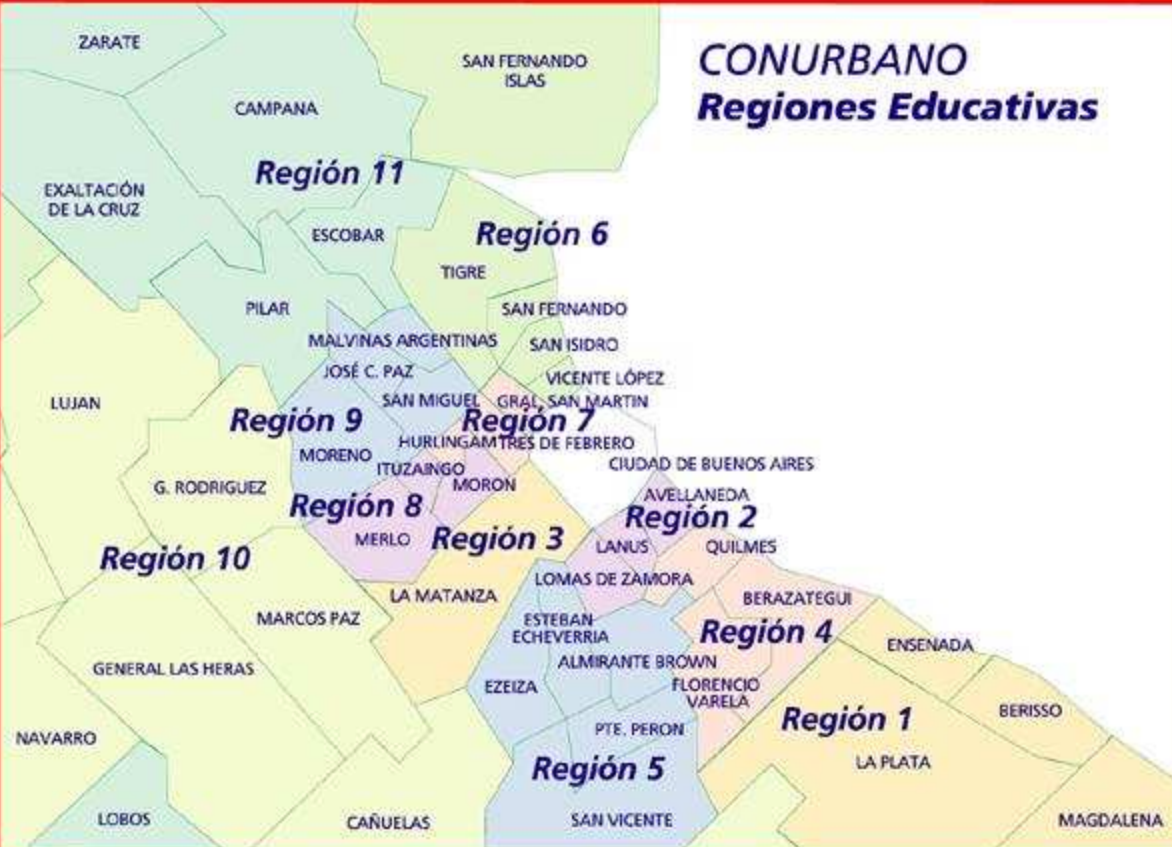 CONURBANO
Regiones Educativas
ZARATE
CAMPANA
SAN FERNANDO
ISLAS
Región 11
EXALTACIÓN
DE LA CRUZ
ESCOBAR
Región 6
TIGRE
PILAR
SAN FERNANDO
MALVINAS ARGENTINAS
SAN ISIDRO
JOSÉ C. PAZ
VICENTE LÓPEZ
LUJAN
SAN MIGUEL
GRAL. SAN MARTIN
Región 9
Región 7
HURLINGAM
TRES DE FEBRERO
MORENO
ITUZAINGO
CIUDAD DE BUENOS AIRES
G. RODRIGUEZ
MORON
AVELLANEDA
Región 8
Región 2
MERLO
Región 3
LANUS
QUILMES
Región 10
LOMAS DE ZAMORA
LA MATANZA
BERAZATEGUI
MARCOS PAZ
ESTEBAN
ECHEVERRIA
Región 4
ENSENADA
GENERAL LAS HERAS
ALMIRANTE BROWN
EZEIZA
FLORENCIO
VARELA
BERISSO
Región 1
NAVARRO
PTE. PERON
LA PLATA
Región 5
LOBOS
CAÑUELAS
SAN VICENTE
MAGDALENA